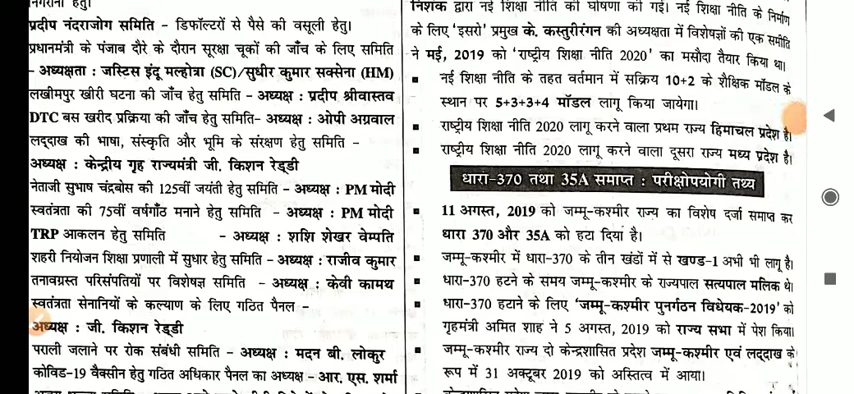 प्रदीप नंदराजोग समिति - डिफॉल्टरों से पैसे की वसूली हेतु।
प्रधानमंत्री के पंजाब दौरे के दौरान सुरक्षा चूकों की जाँच के लिए समिति
- अध्यक्षता : जस्टिस इंदू मल्होत्रा (SC)/सुधीर कुमार सक्सेना (HM)
लखीमपुर खीरी घटना की जाँच हेतु समिति - अध्यक्ष : प्रदीप श्रीवास्तव
DTC बस खरीद प्रक्रिया की जाँच हेतु समिति- अध्यक्ष : ओपी अग्रवाल
लद्दाख की भाषा, संस्कृति और भूमि के संरक्षण हेतु समिति -
अध्यक्ष : केन्द्रीय गृह राज्यमंत्री जी. किशन रेड्डी
नेताजी सुभाष चंद्रबोस की 125वीं जयंती हेतु समिति - अध्यक्ष : PM मोदी
स्वतंत्रता की 75वीं वर्षगाँठ मनाने हेतु समिति - अध्यक्ष : PM मोदी
TRP आकलन हेतु समिति - अध्यक्ष : शशि शेखर वेम्पति
शहरी नियोजन शिक्षा प्रणाली में सुधार हेतु समिति - अध्यक्ष : राजीव कुमार
तनावग्रस्त परिसंपतियों पर विशेषज्ञ समिति - अध्यक्ष : केवी कामथ
स्वतंत्रता सेनानियों के कल्याण के लिए गठित पैनल -
अध्यक्ष : जी. किशन रेड्डी
पराली जलाने पर रोक संबंधी समिति - अध्यक्ष : मदन बी. लोकुर
कोविड-19 वैक्सीन हेतु गठित अधिकार पैनल का अध्यक्ष - आर. एस. शर्मा
निशंक द्वारा नई शिक्षा नीति की घोषणा की गई। नई शिक्षा नीति के निर्माण
के लिए 'इसरो' प्रमुख के. कस्तुरीरंगन की अध्यक्षता में विशेषज्ञों की एक समीति
ने मई, 2019 को 'राष्ट्रीय शिक्षा नीति 2020' का मसौदा तैयार किया था।
▪ नई शिक्षा नीति के तहत वर्तमान में सक्रिय 10+2 के शैक्षिक मॉडल के
स्थान पर 5+3+3+4 मॉडल लागू किया जायेगा।
▪ राष्ट्रीय शिक्षा नीति 2020 लागू करने वाला प्रथम राज्य हिमाचल प्रदेश है।
▪ राष्ट्रीय शिक्षा नीति 2020 लागू करने वाला दूसरा राज्य मध्य प्रदेश है।
धारा-370 तथा 35A समाप्त : परीक्षोपयोगी तथ्य
▪ 11 अगस्त, 2019 को जम्मू-कश्मीर राज्य का विशेष दर्जा समाप्त कर
धारा 370 और 35A को हटा दिया है।
▪ जम्मू-कश्मीर में धारा-370 के तीन खंडों में से खण्ड-1 अभी भी लागू है।
▪ धारा-370 हटने के समय जम्मू-कश्मीर के राज्यपाल सत्यपाल मलिक थे।
▪ धारा-370 हटाने के लिए 'जम्मू-कश्मीर पुनर्गठन विधेयक-2019' को
गृहमंत्री अमित शाह ने 5 अगस्त, 2019 को राज्य सभा में पेश किया।
▪ जम्मू-कश्मीर राज्य दो केन्द्रशासित प्रदेश जम्मू-कश्मीर एवं लद्दाख के
रूप में 31 अक्टूबर 2019 को अस्तित्व में आया।